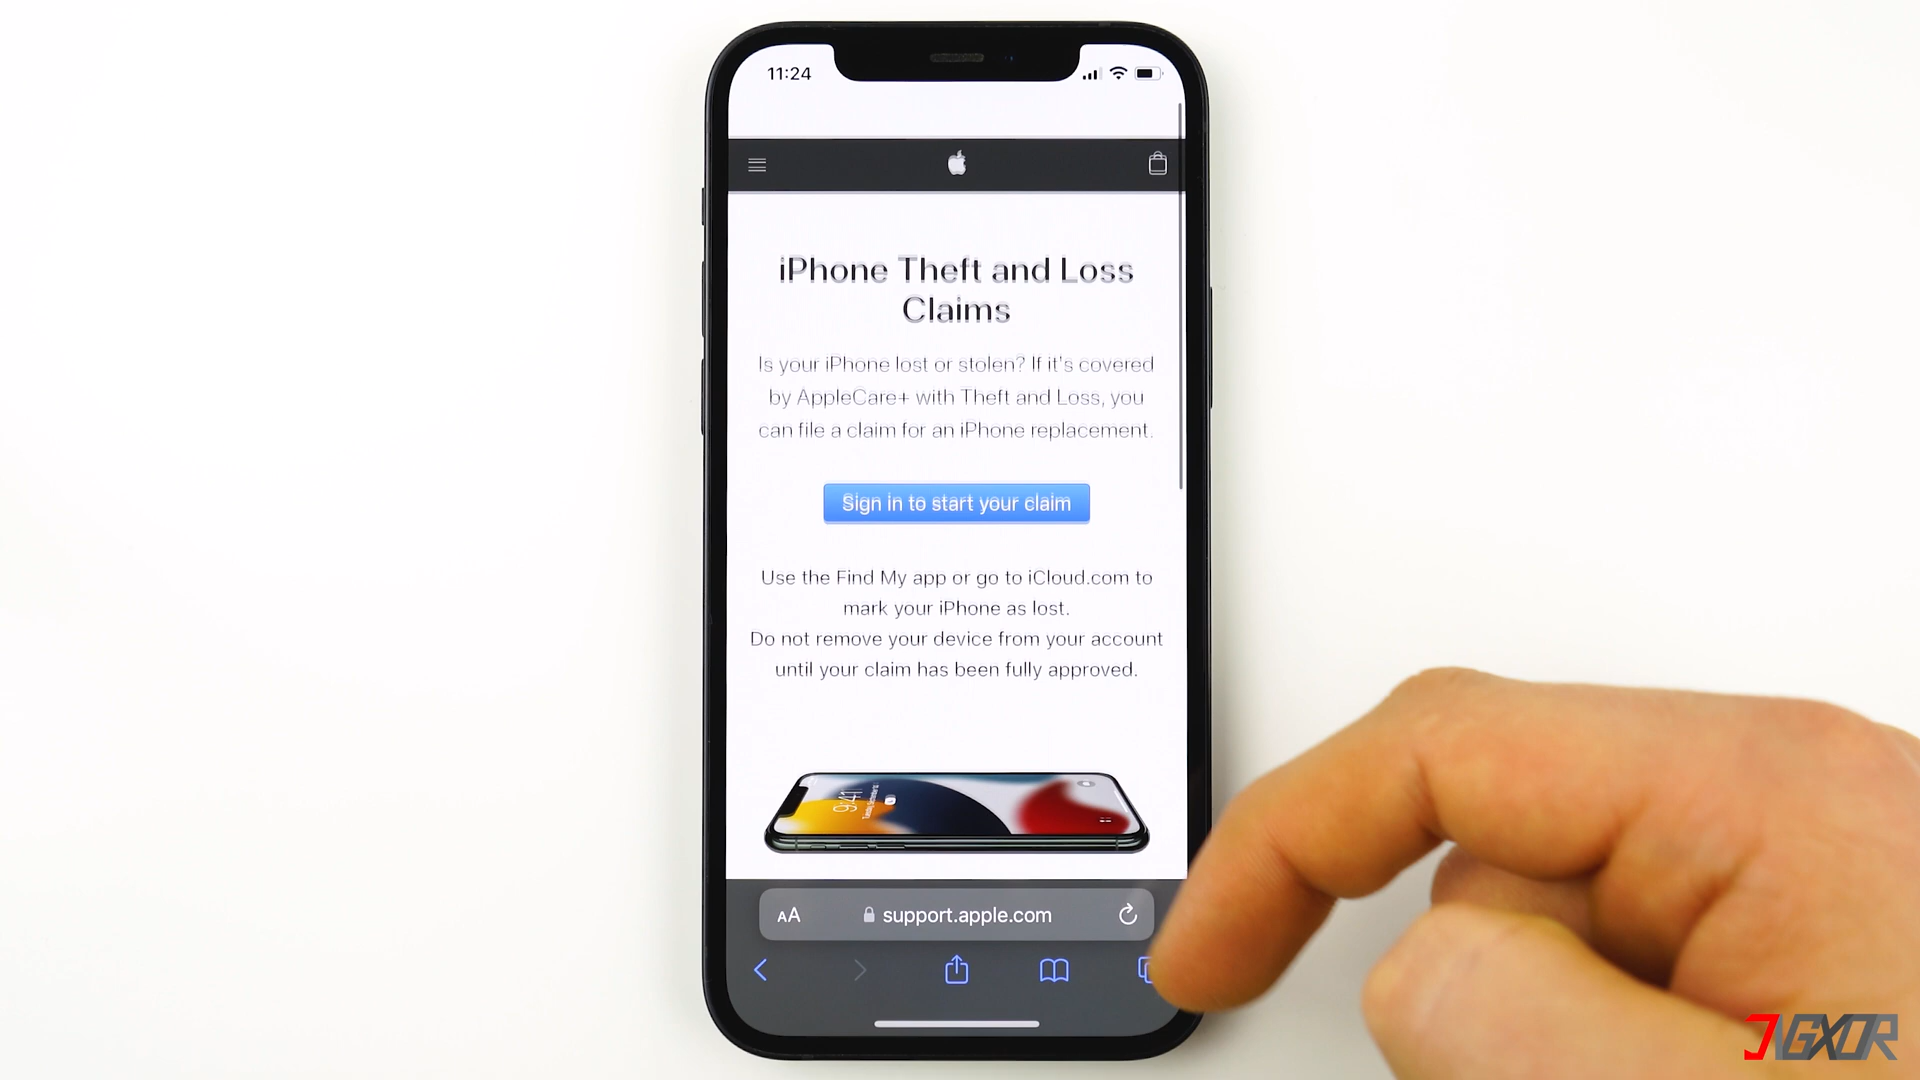 11:24
iPhone Theft and Loss
Claims
Is your iPhone lost or stolen? If it's covered
by AppleCare+ with Theft and Loss, you
can file a claim for an iPhone replacement.
Sign in to start your claim
Use the Find My app or go to iCloud.com to
mark your iPhone as lost.
Do not remove your device from your account
until your claim has been fully approved.
9:41
AA support.apple.com
JVGXOR